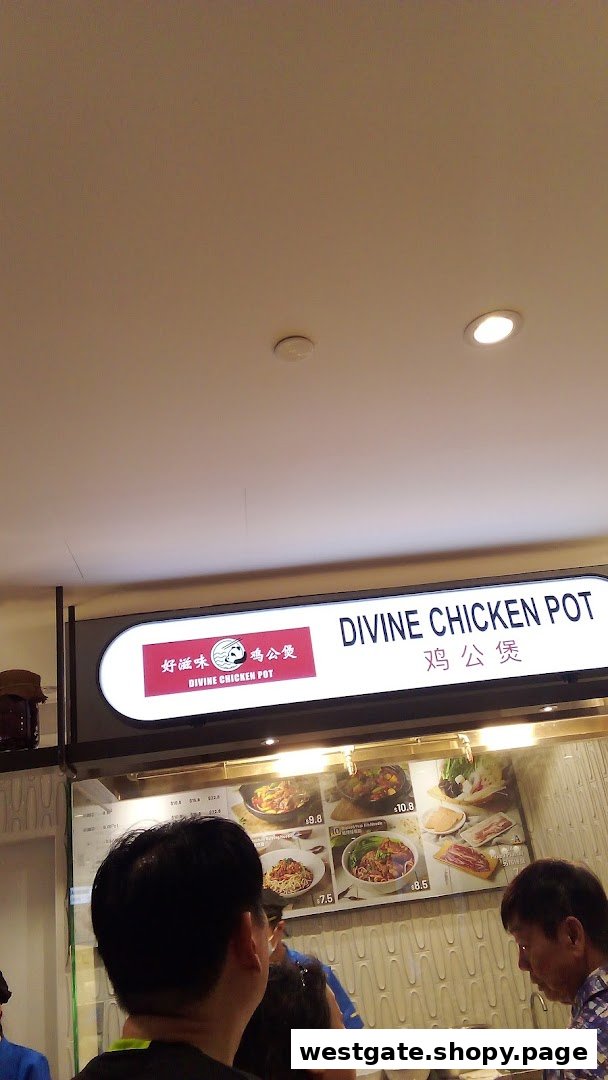 DIVINE CHICKEN POT
鸡公煲
好滋味 鸡公煲
DIVINE CHICKEN POT
$9.8
$10.8
$7.5
$8.5
westgate.shopy.page